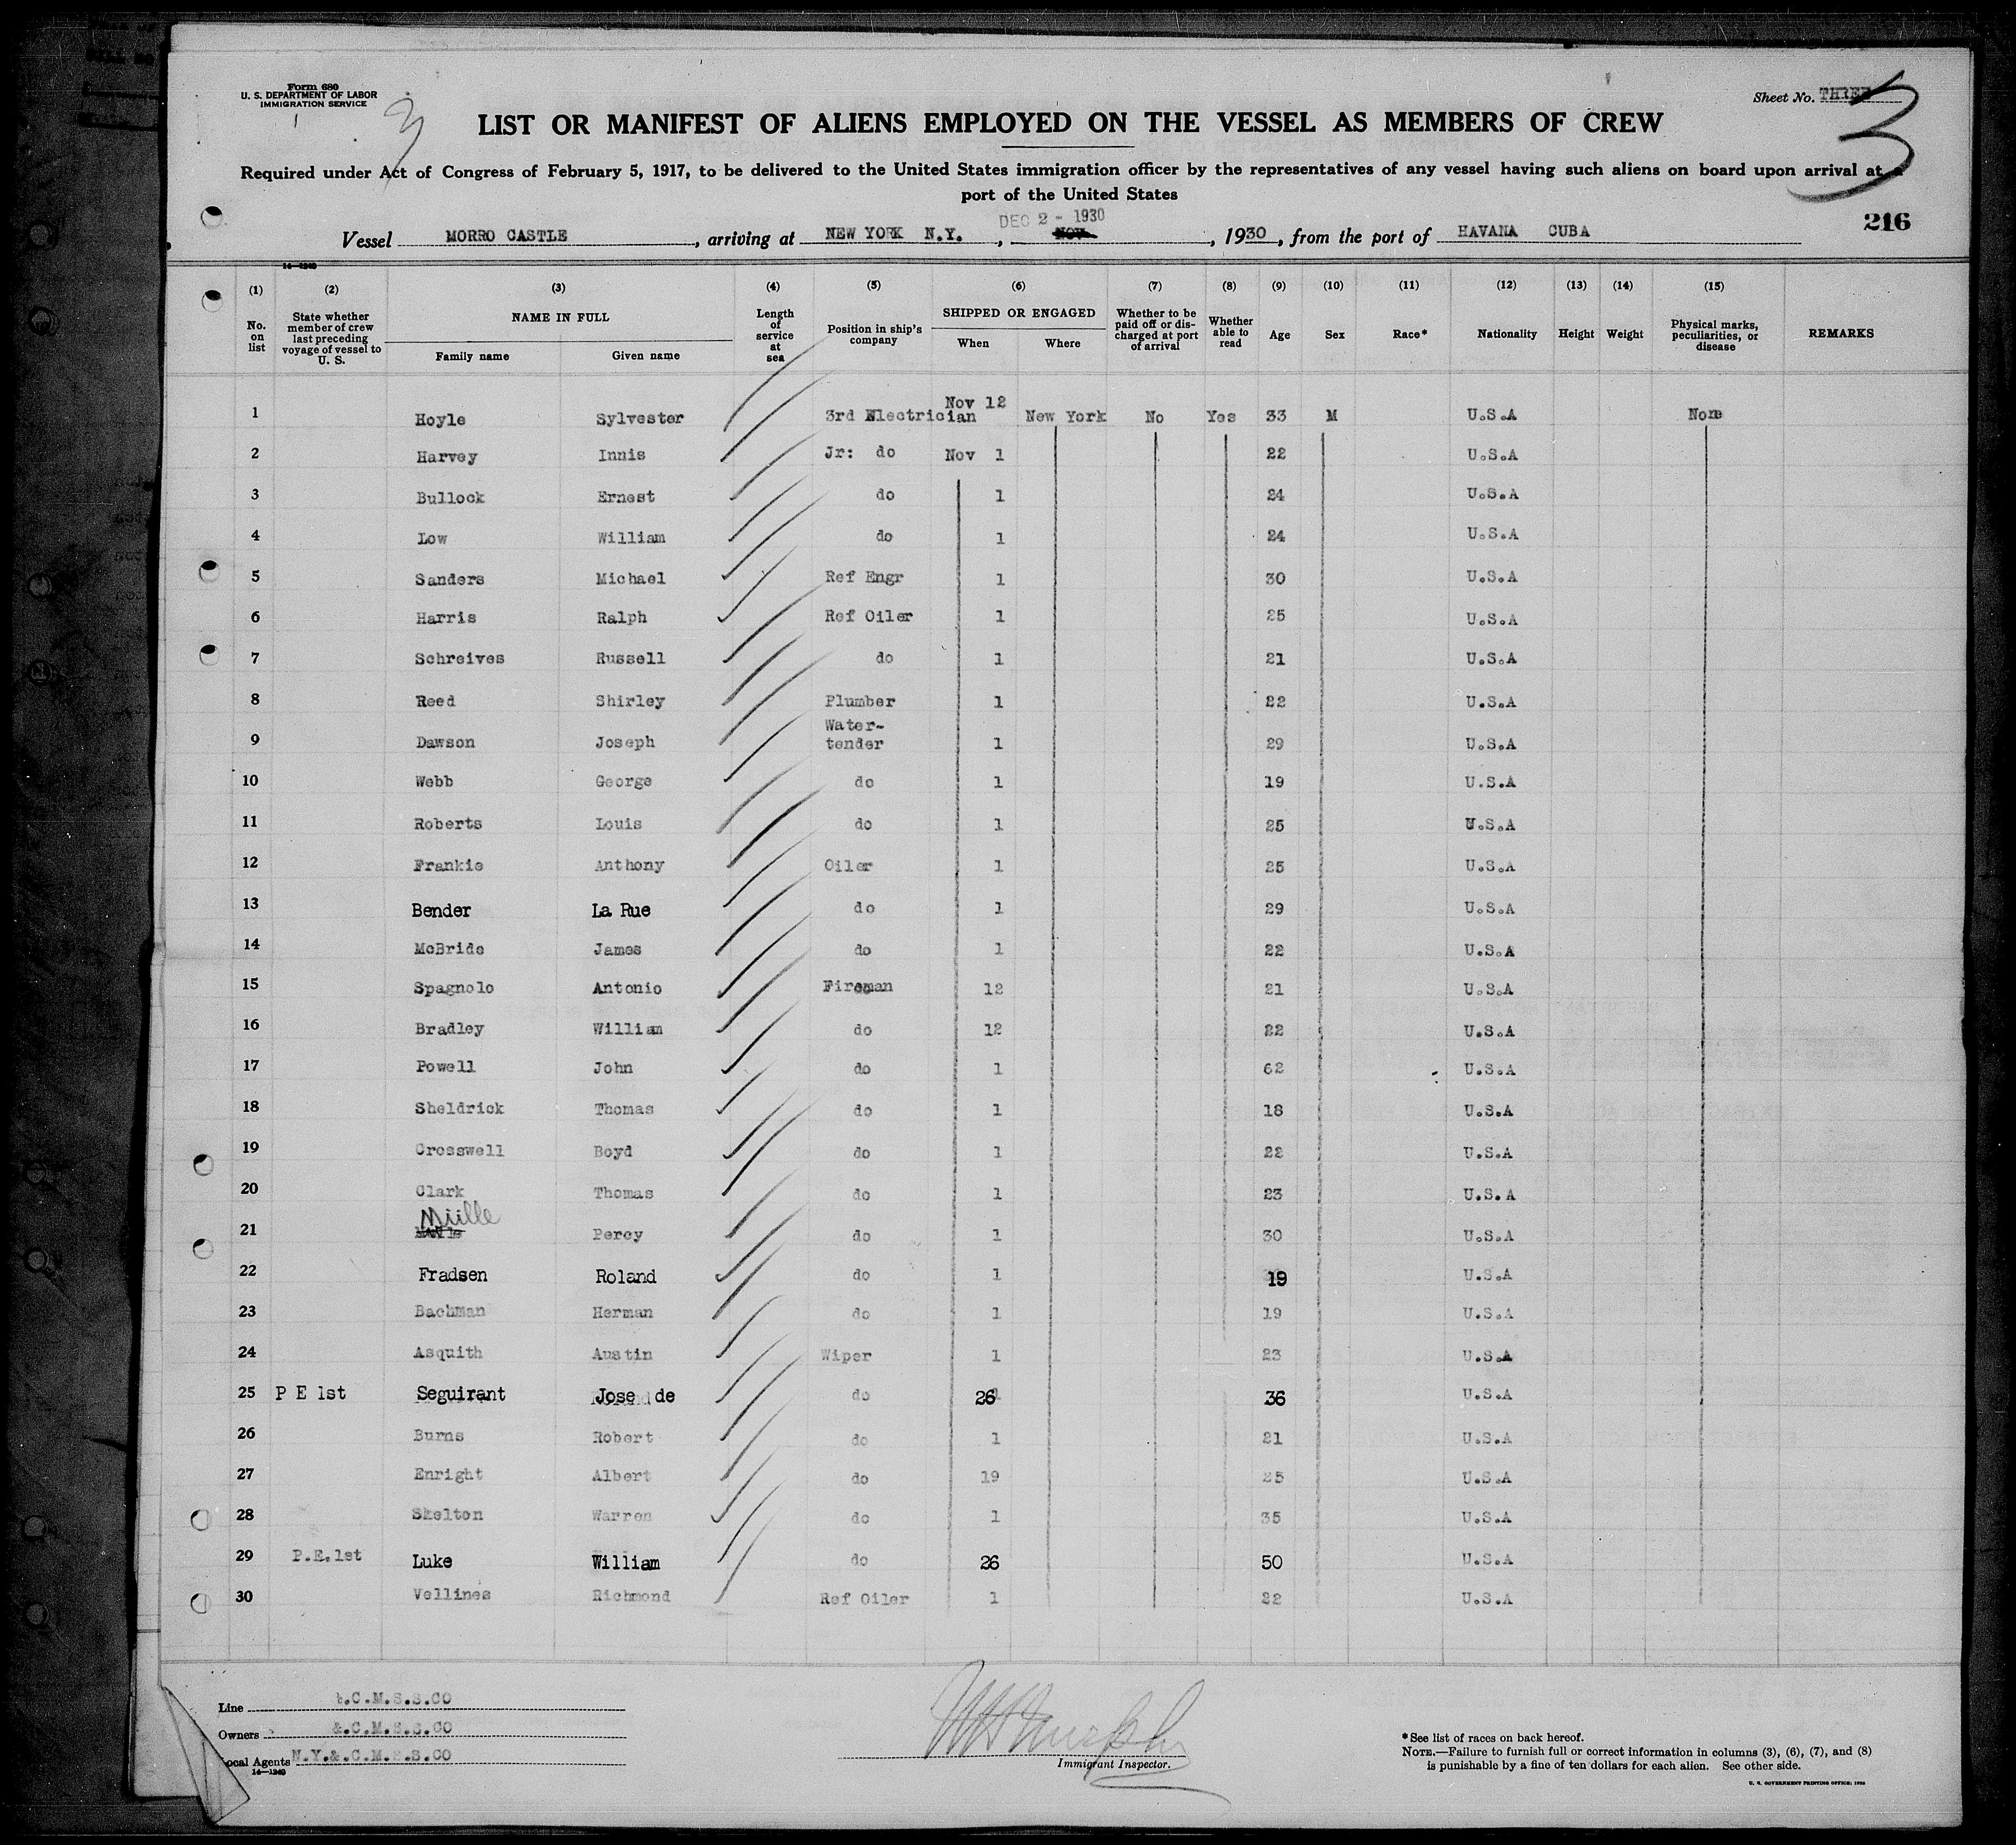 Form 680
U. S. DEPARTMENT OF LABOR
IMMIGRATION SERVICE
3
Sheet No. THREE
3
LIST OR MANIFEST OF ALIENS EMPLOYED ON THE VESSEL AS MEMBERS OF CREW
Required under Act of Congress of February 5, 1917, to be delivered to the United States immigration officer by the representatives of any vessel having such aliens on board upon arrival at a
port of the United States
DEC 2 - 1930
216
Vessel MORRO CASTLE, arriving at NEW YORK N.Y., NOV, 1930, from the port of HAVANA CUBA
14—1240
(1) (2) (3) (4) (5) (6) (7) (8) (9) (10) (11) (12) (13) (14) (15)
No. on list
State whether member of crew last preceding voyage of vessel to U. S.
NAME IN FULL
Family name Given name
Length of service at sea
Position in ship's company
SHIPPED OR ENGAGED
When Where
Whether to be paid off or discharged at port of arrival
Whether able to read
Age Sex Race* Nationality Height Weight
Physical marks, peculiarities, or disease
REMARKS
1 Hoyle Sylvester 3rd Electrician Nov 12 New York No Yes 33 M U.S.A None
2 Harvey Innis Jr: do Nov 1 22 U.S.A
3 Bullock Ernest do 1 24 U.S.A
4 Low William do 1 24 U.S.A
5 Sanders Michael Ref Engr 1 30 U.S.A
6 Harris Ralph Ref Oiler 1 25 U.S.A
7 Schreives Russell do 1 21 U.S.A
8 Reed Shirley Plumber 1 22 U.S.A
9 Dawson Joseph Water-tender 1 29 U.S.A
10 Webb George do 1 19 U.S.A
11 Roberts Louis do 1 25 U.S.A
12 Frankie Anthony Oiler 1 25 U.S.A
13 Bender La Rue do 1 29 U.S.A
14 McBride James do 1 22 U.S.A
15 Spagnolo Antonio Fireman 12 21 U.S.A
16 Bradley William do 12 22 U.S.A
17 Powell John do 1 62 U.S.A
18 Sheldrick Thomas do 1 18 U.S.A
19 Crosswell Boyd do 1 22 U.S.A
20 Clark Thomas do 1 23 U.S.A
21 Miille Percy do 1 30 U.S.A
22 Fradsen Roland do 1 19 U.S.A
23 Bachman Herman do 1 19 U.S.A
24 Asquith Austin Wiper 1 23 U.S.A
25 P E 1st Seguirant Jose de do 26 36 U.S.A
26 Burns Robert do 1 21 U.S.A
27 Enright Albert do 19 25 U.S.A
28 Skelton Warren do 1 35 U.S.A
29 P.E.1st Luke William do 26 50 U.S.A
30 Vellines Richmond Ref Oiler 1 22 U.S.A
Line &.C.M.S.S.CO
Owners &.C.M.S.S.CO
Local Agents N.Y.&.C.M.S.S.CO
14—1240
Immigrant Inspector.
*See list of races on back hereof.
NOTE.—Failure to furnish full or correct information in columns (3), (6), (7), and (8)
is punishable by a fine of ten dollars for each alien. See other side.